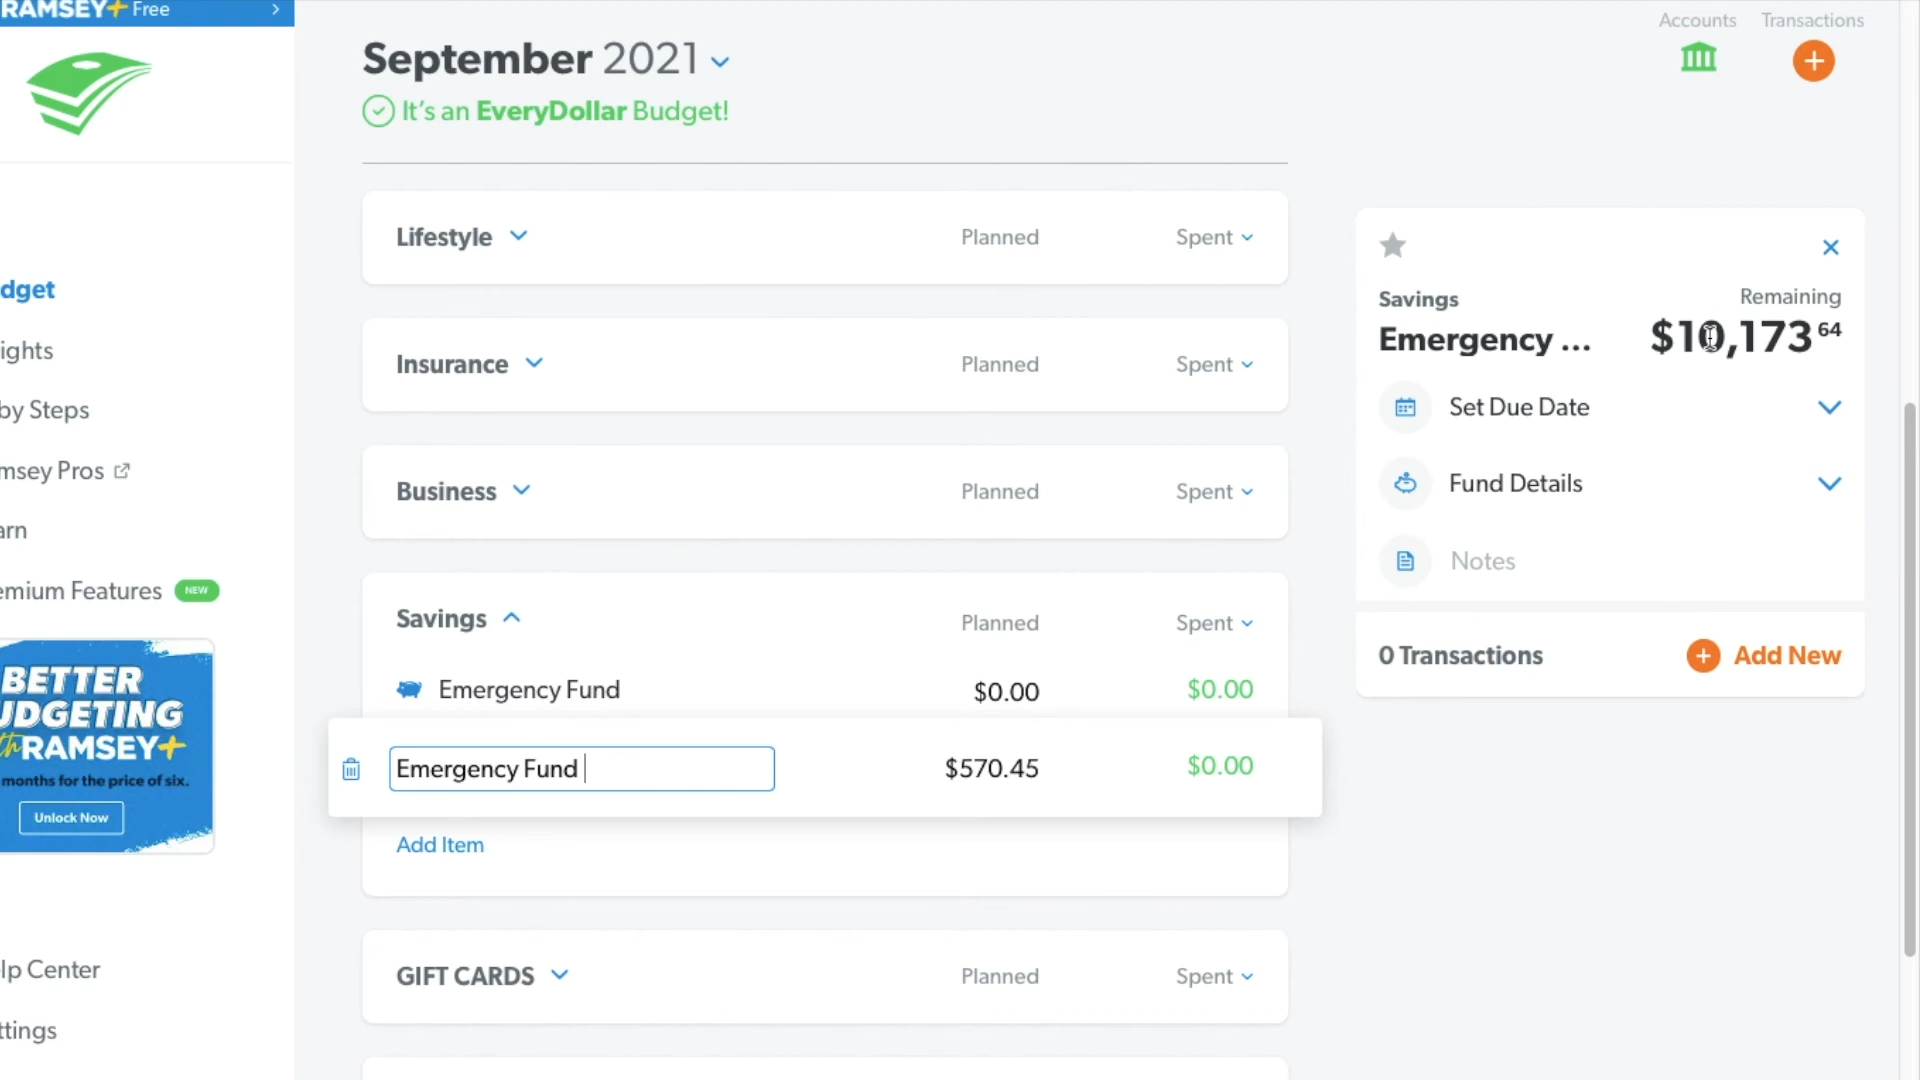 RAMSEY+ Free
dget
ights
by Steps
msey Pros
arn
emium Features NEW
BETTER
UDGETING
th RAMSEY+
months for the price of six.
Unlock Now
lp Center
ttings
September 2021
It's an EveryDollar Budget!
Accounts Transactions
Lifestyle Planned Spent
Insurance Planned Spent
Business Planned Spent
Savings Planned Spent
Emergency Fund $0.00 $0.00
Emergency Fund $570.45 $0.00
Add Item
GIFT CARDS Planned Spent
Savings Remaining
Emergency ... $10,173 64
Set Due Date
Fund Details
Notes
0 Transactions Add New